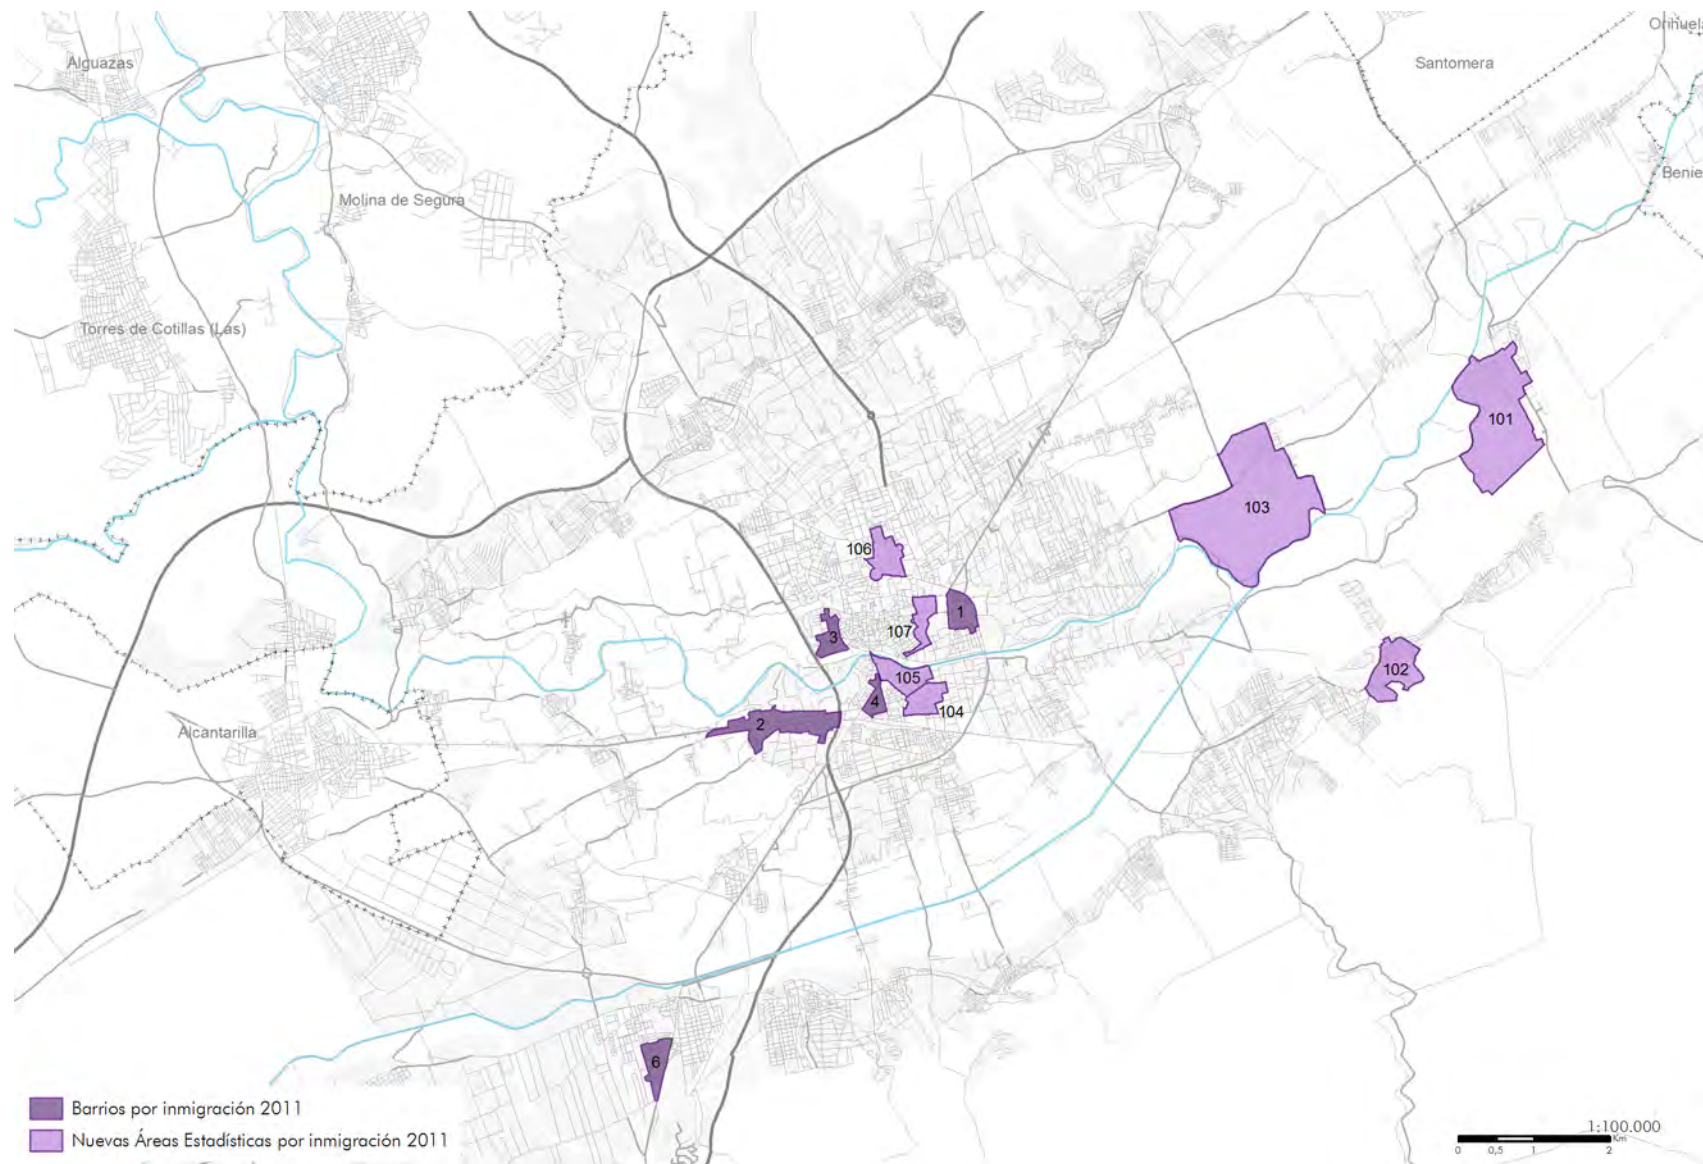 Orihuela
Alguazas
Santomera
Benie
Molina de Segura
Torres de Cotillas (Las)
101
103
106
1
3
107
102
105
4
104
2
Alcantarilla
6
Barrios por inmigración 2011
Nuevas Áreas Estadísticas por inmigración 2011
1:100.000
Km
0 0,5 1 2